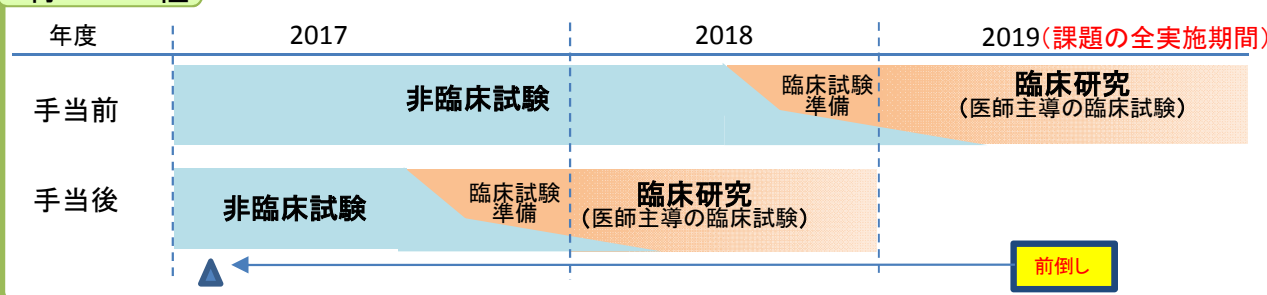 年度
2017
2018
2019(課題の全実施期間)
手当前
非臨床試験
臨床試験
準備
臨床研究
(医師主導の臨床試験)
手当後
非臨床試験
臨床試験
準備
臨床研究
(医師主導の臨床試験)
前倒し